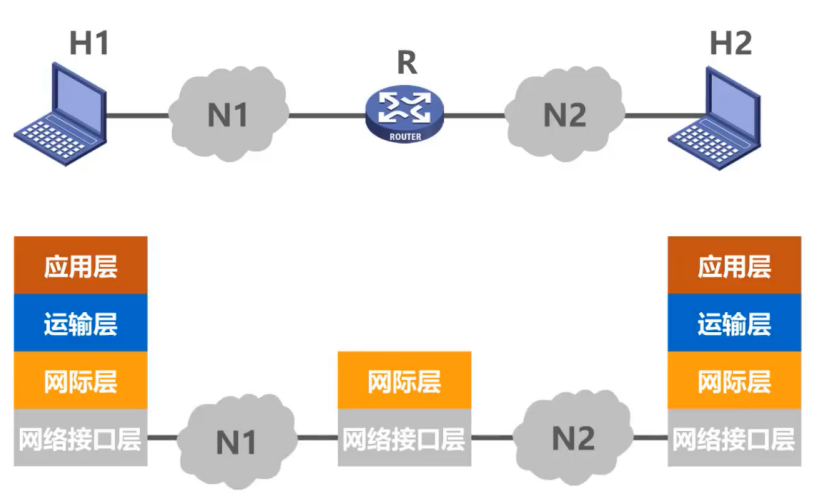 H1
R
H2
N1
ROUTER
N2
应用层
运输层
网际层
网络接口层
N1
网际层
网络接口层
N2
应用层
运输层
网际层
网络接口层